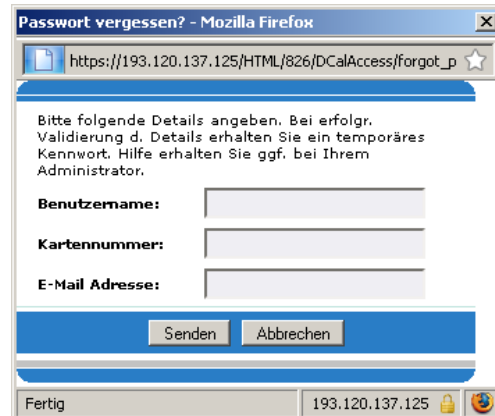 Passwort vergessen? - Mozilla Firefox
https://193.120.137.125/HTML/826/DCalAccess/forgot_p
Bitte folgende Details angeben. Bei erfolgr.
Validierung d. Details erhalten Sie ein temporäres
Kennwort. Hilfe erhalten Sie ggf. bei Ihrem
Administrator.
Benutzername:
Kartennummer:
E-Mail Adresse:
Senden Abbrechen
Fertig 193.120.137.125